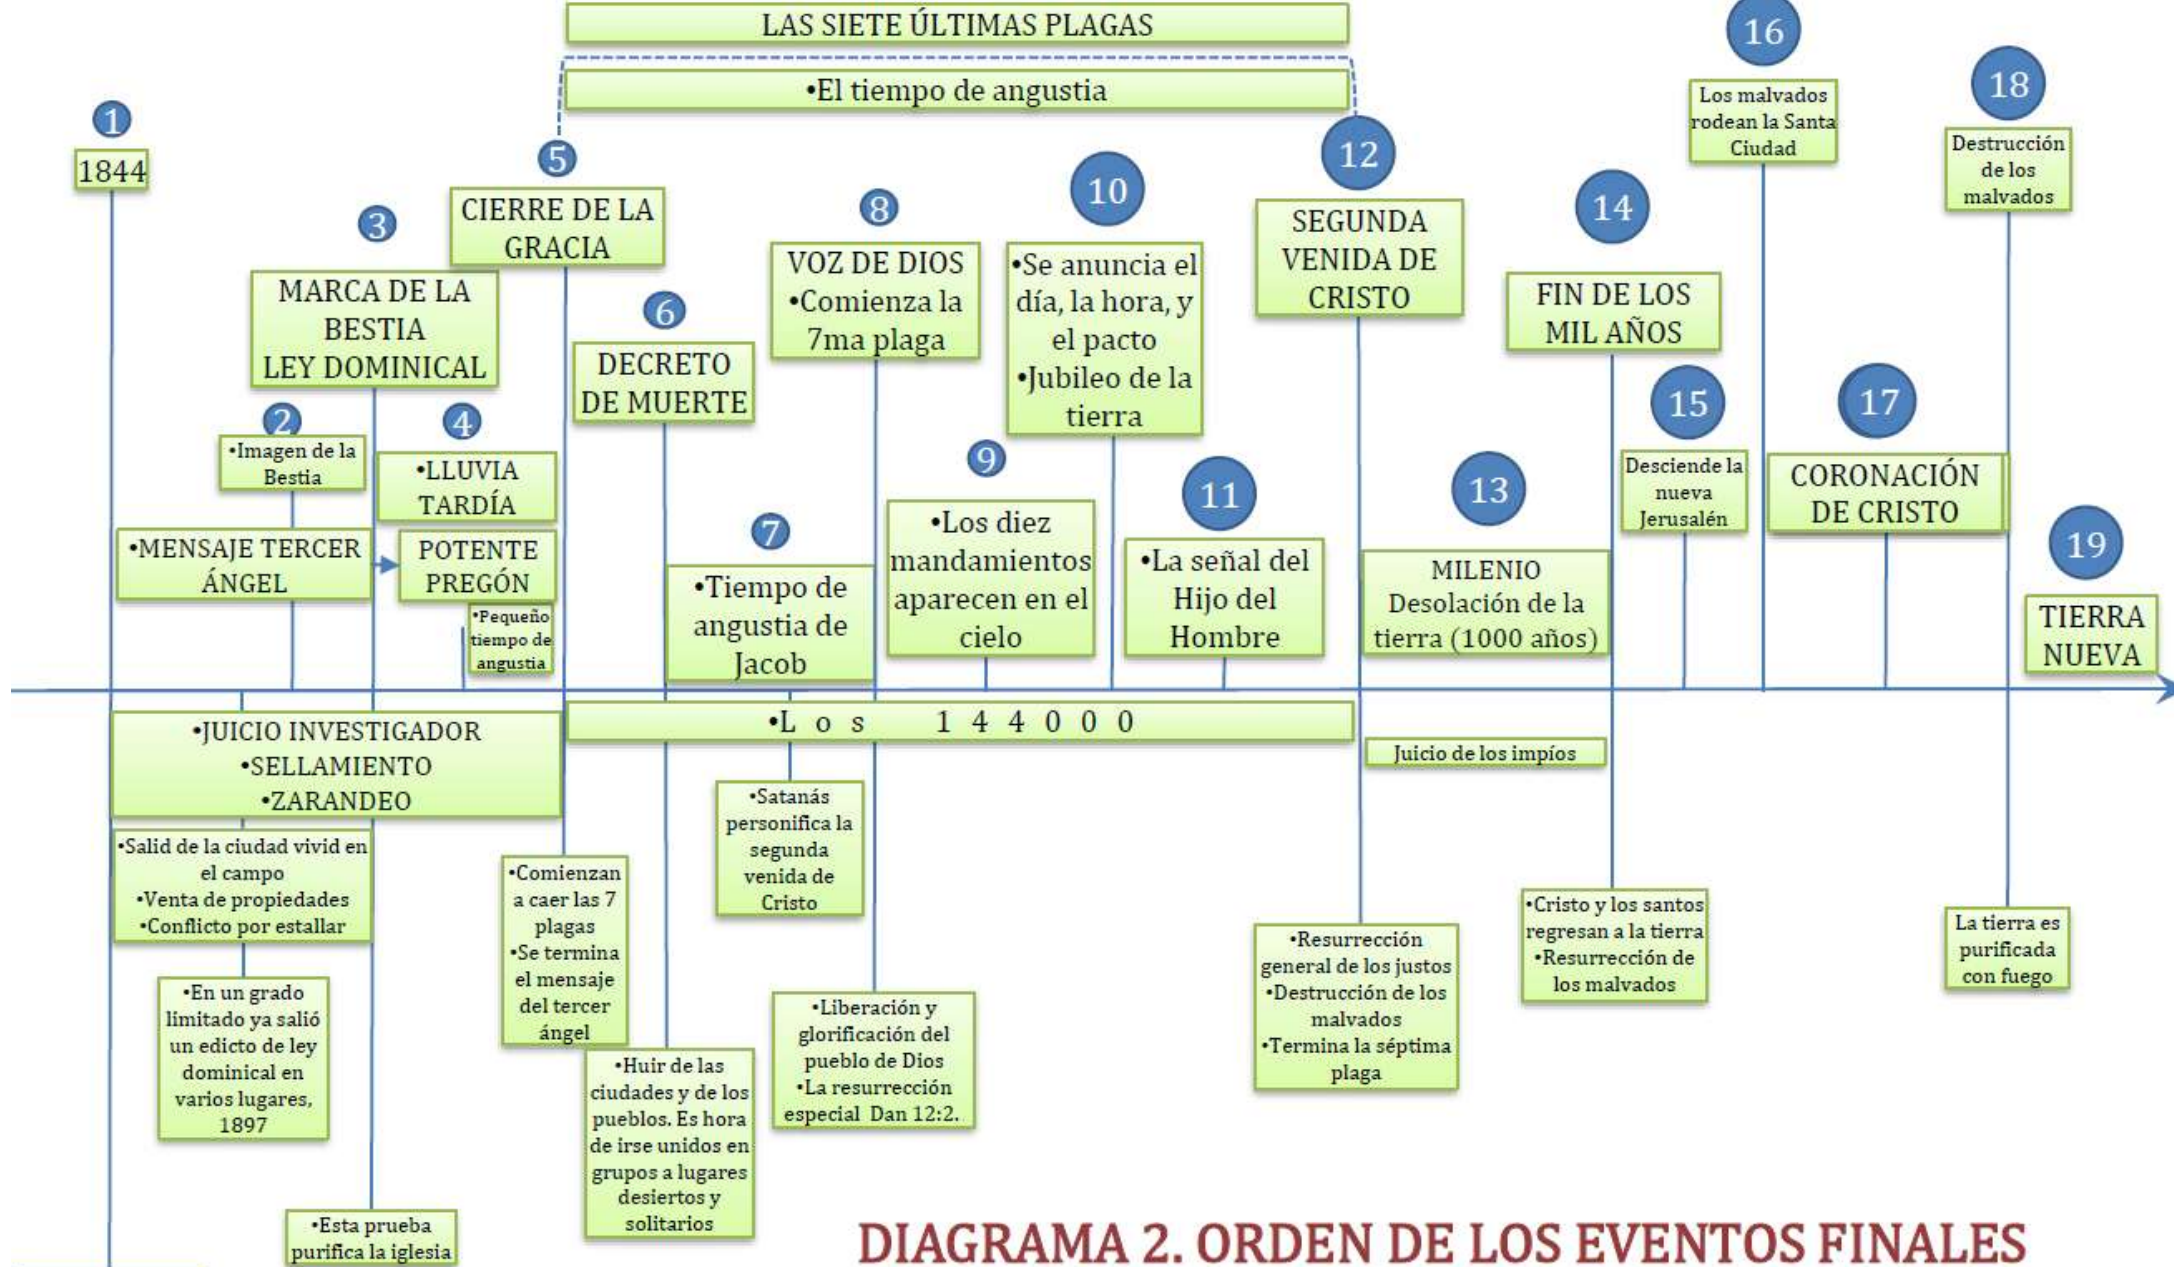 LAS SIETE ÚLTIMAS PLAGAS
•El tiempo de angustia
1
1844
2
•Imagen de la
Bestia
•MENSAJE TERCER
ÁNGEL
3
MARCA DE LA
BESTIA
LEY DOMINICAL
4
•LLUVIA
TARDÍA
POTENTE
PREGÓN
•Pequeño
tiempo de
angustia
5
CIERRE DE LA
GRACIA
6
DECRETO
DE MUERTE
7
•Tiempo de
angustia de
Jacob
8
VOZ DE DIOS
•Comienza la
7ma plaga
9
•Los diez
mandamientos
aparecen en el
cielo
10
•Se anuncia el
día, la hora, y
el pacto
•Jubileo de la
tierra
11
•La señal del
Hijo del
Hombre
12
SEGUNDA
VENIDA DE
CRISTO
13
MILENIO
Desolación de la
tierra (1000 años)
14
FIN DE LOS
MIL AÑOS
15
Desciende la
nueva
Jerusalén
16
Los malvados
rodean la Santa
Ciudad
17
CORONACIÓN
DE CRISTO
18
Destrucción
de los
malvados
19
TIERRA
NUEVA
•JUICIO INVESTIGADOR
•SELLAMIENTO
•ZARANDEO
•Salid de la ciudad vivid en
el campo
•Venta de propiedades
•Conflicto por estallar
•En un grado
limitado ya salió
un edicto de ley
dominical en
varios lugares,
1897
•Esta prueba
purifica la iglesia
•Los 144000
•Comienzan
a caer las 7
plagas
•Se termina
el mensaje
del tercer
ángel
•Huir de las
ciudades y de los
pueblos. Es hora
de irse unidos en
grupos a lugares
desiertos y
solitarios
•Satanás
personifica la
segunda
venida de
Cristo
•Liberación y
glorificación del
pueblo de Dios
•La resurrección
especial Dan 12:2.
Juicio de los impíos
•Resurrección
general de los justos
•Destrucción de los
malvados
•Termina la séptima
plaga
•Cristo y los santos
regresan a la tierra
•Resurrección de
los malvados
La tierra es
purificada
con fuego
DIAGRAMA 2. ORDEN DE LOS EVENTOS FINALES